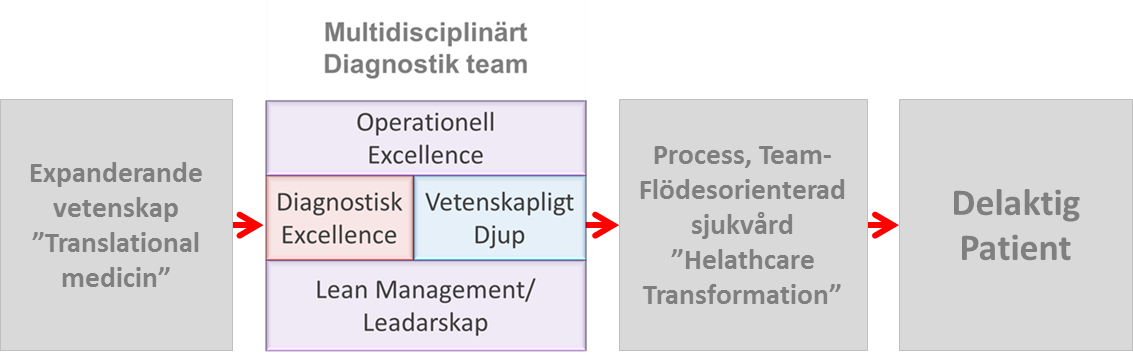 Multidisciplinärt
Diagnostik team
Expanderande
vetenskap
”Translational
medicin”
Operationell
Excellence
Diagnostisk
Excellence
Vetenskapligt
Djup
Lean Management/
Leadarskap
Process, Team-
Flödesorienterad
sjukvård
”Helathcare
Transformation”
Delaktig
Patient